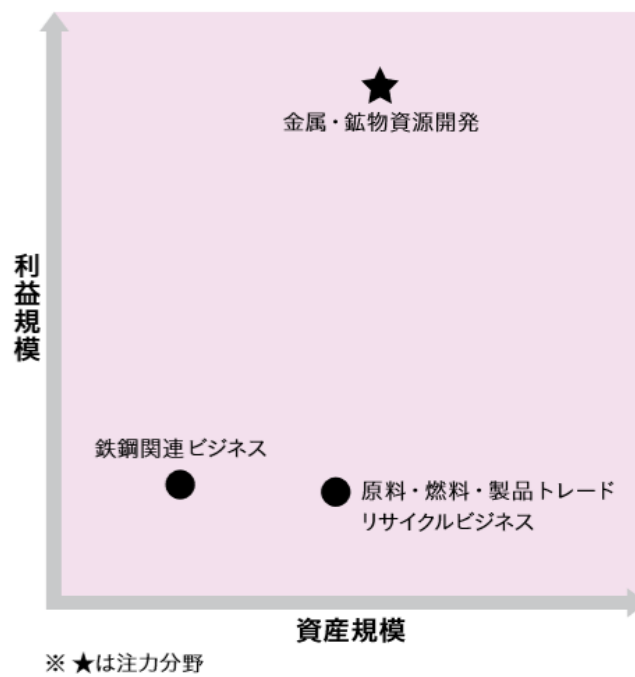 金属・鉱物資源開発
利益規模
鉄鋼関連ビジネス
原料・燃料・製品トレード
リサイクルビジネス
資産規模
※ ★は注力分野